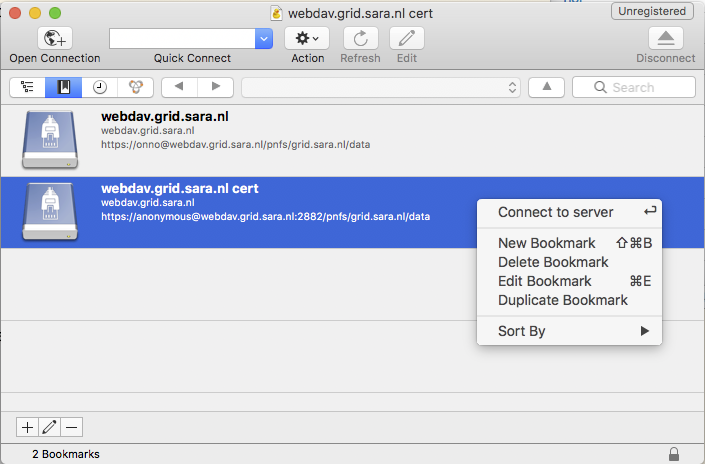 webdav.grid.sara.nl cert
Unregistered
Open Connection
Quick Connect
Action
Refresh
Edit
Disconnect
Search
webdav.grid.sara.nl
webdav.grid.sara.nl
https://onno@webdav.grid.sara.nl/pnfs/grid.sara.nl/data
webdav.grid.sara.nl cert
webdav.grid.sara.nl
https://anonymous@webdav.grid.sara.nl:2882/pnfs/grid.sara.nl/data
Connect to server ↩
New Bookmark ⇧⌘B
Delete Bookmark
Edit Bookmark ⌘E
Duplicate Bookmark
Sort By ▶
2 Bookmarks